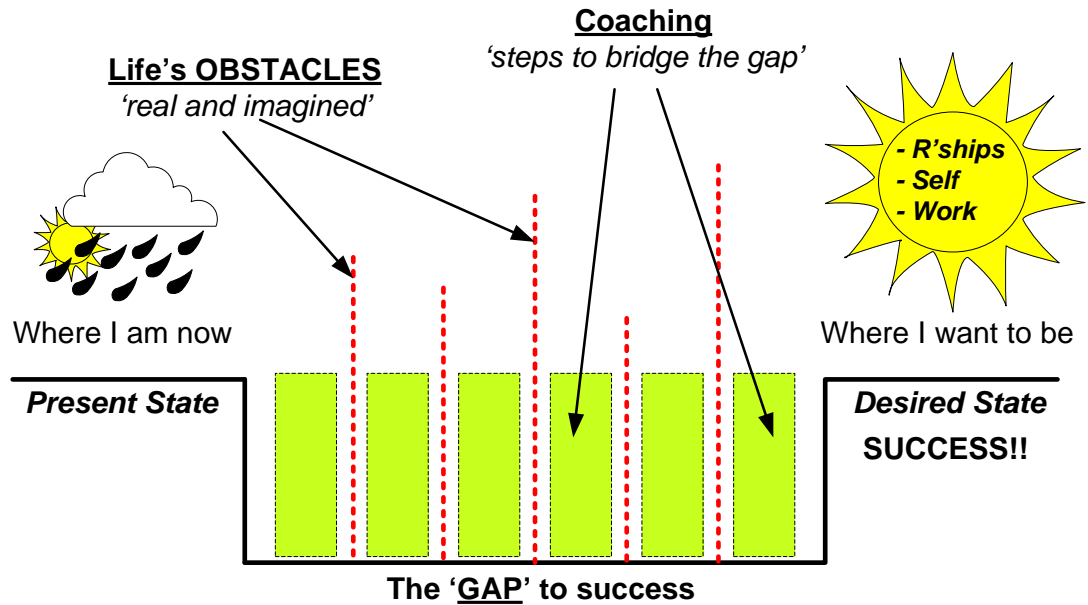 Coaching
‘steps to bridge the gap’
Life's OBSTACLES
‘real and imagined’
- R'ships
- Self
- Work
Where I am now
Where I want to be
Present State
Desired State
SUCCESS!!
The ‘GAP’ to success